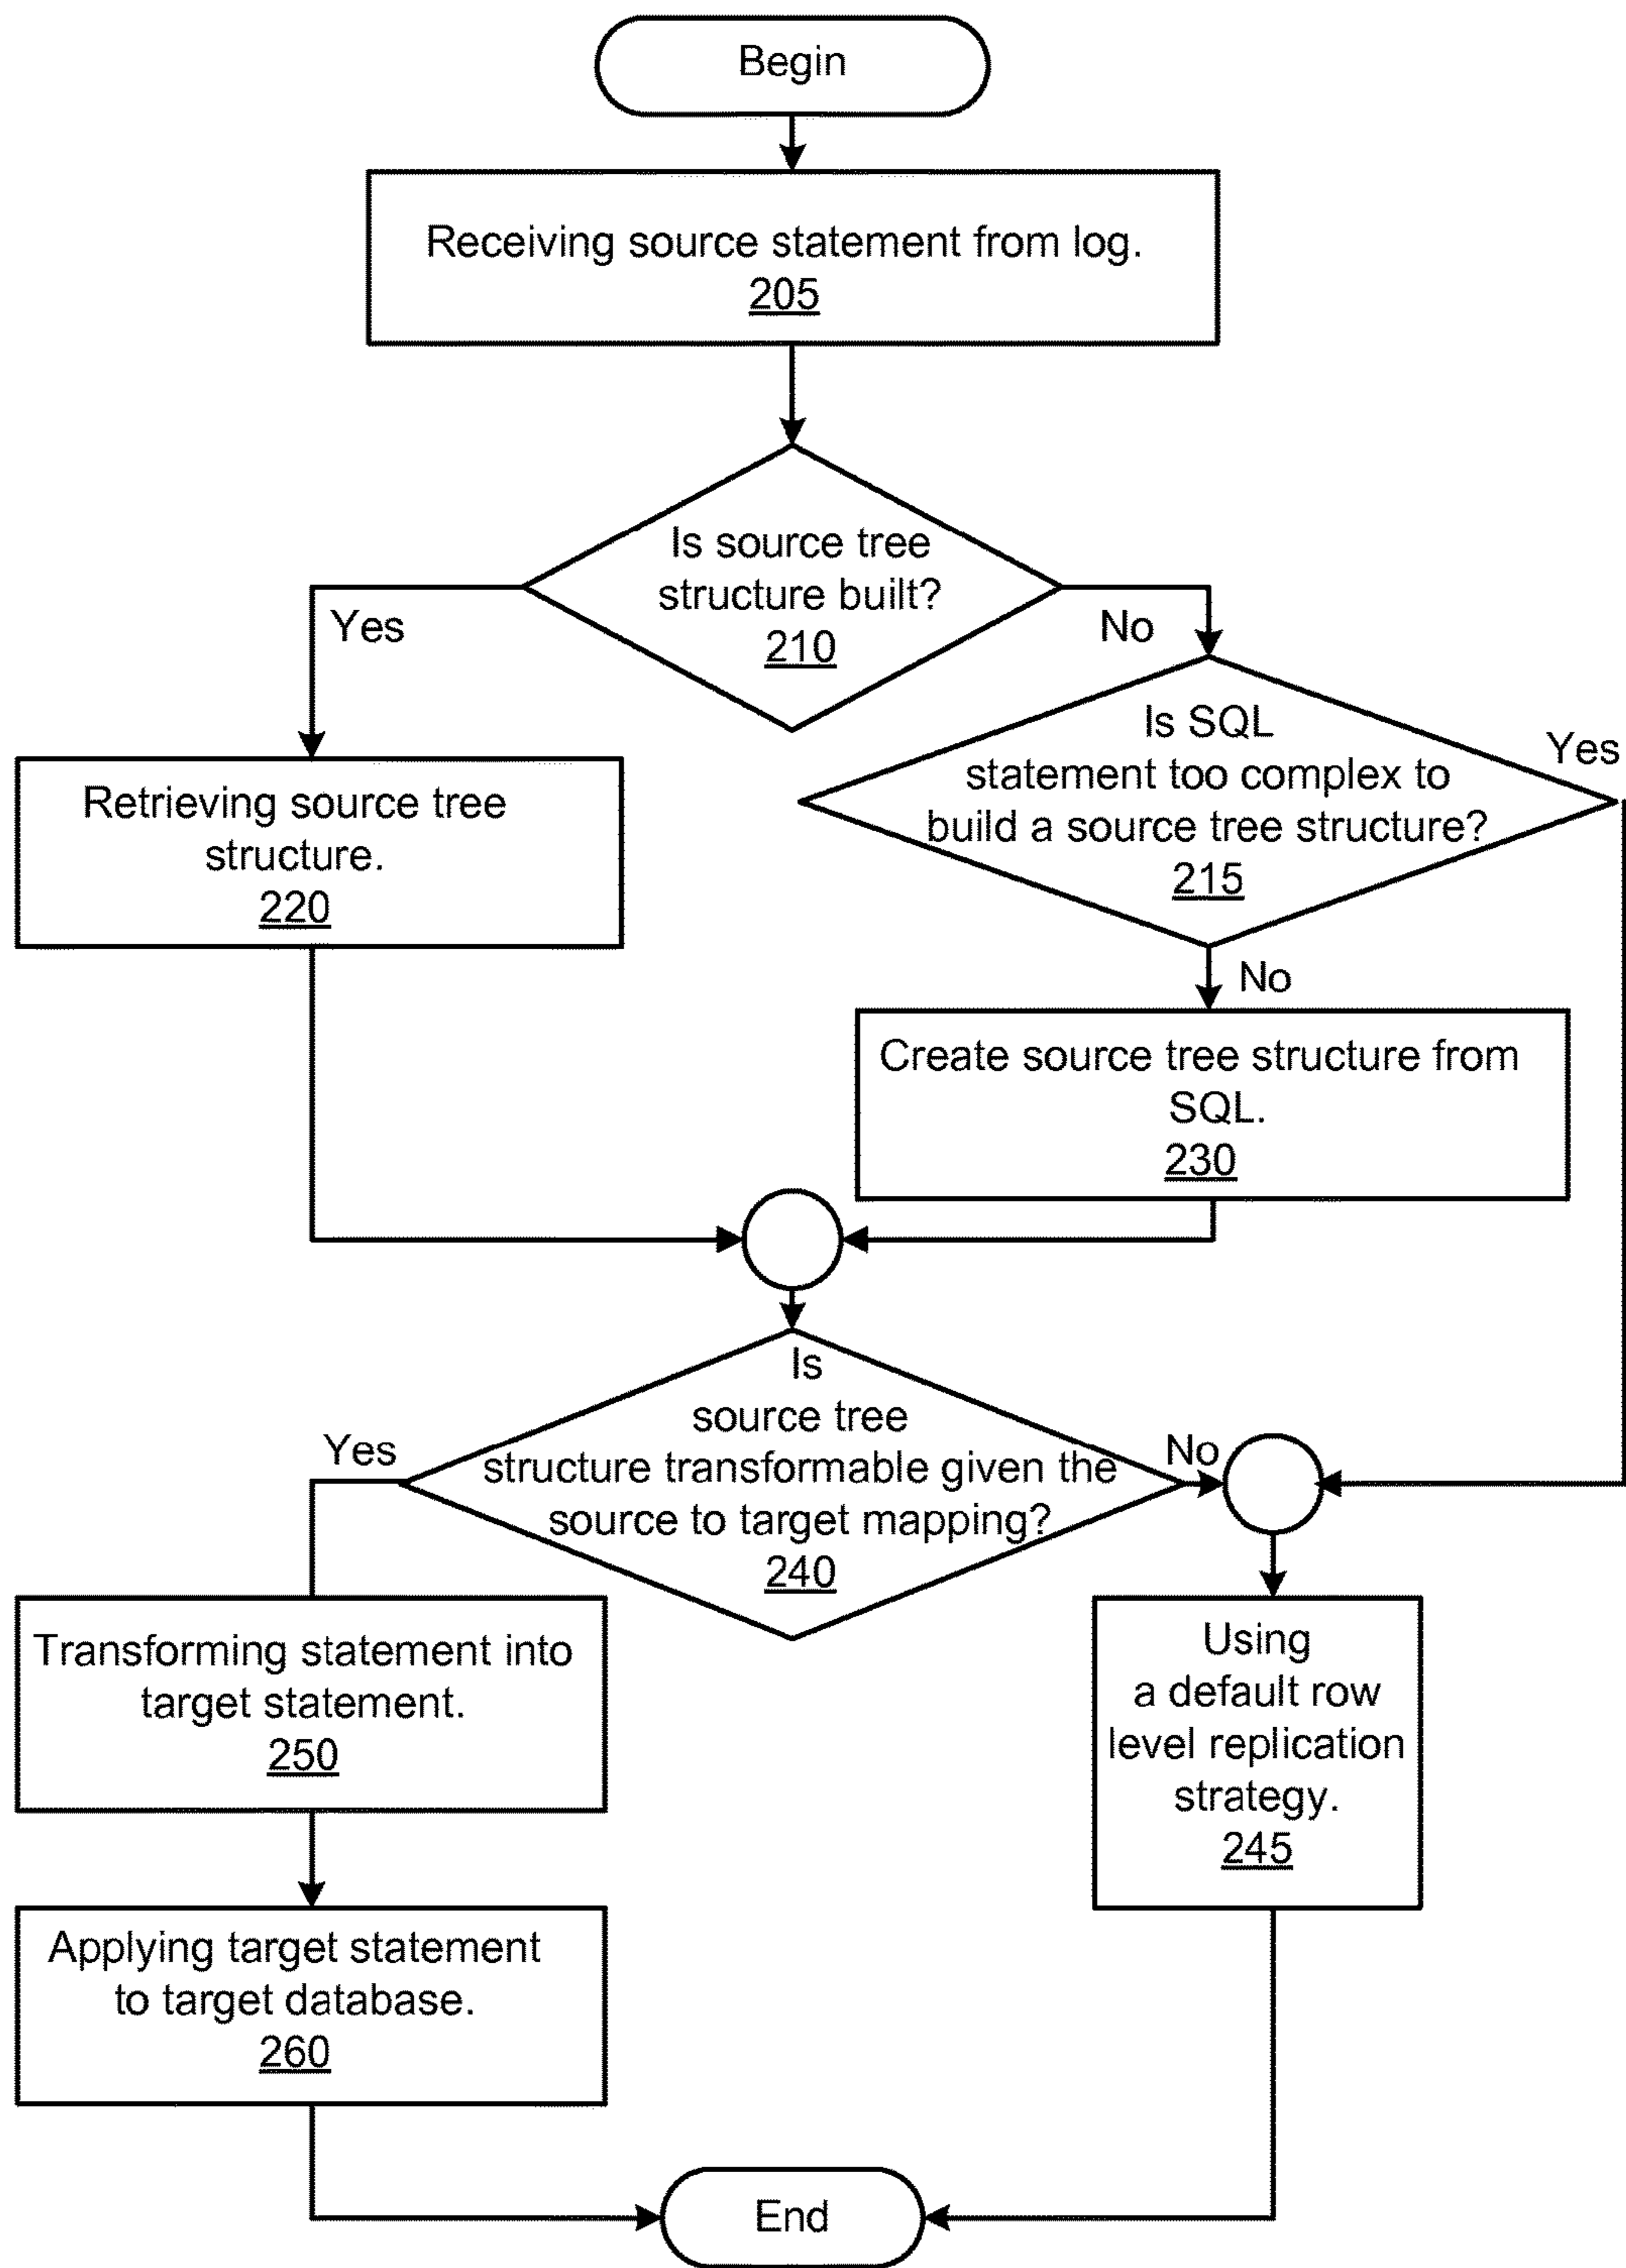 Begin
Receiving source statement from log.
205
Is source tree
structure built?
210
Yes
No
Is SQL
statement too complex to
build a source tree structure?
215
Yes
Retrieving source tree
structure.
220
No
Create source tree structure from
SQL.
230
Is
source tree
structure transformable given the
source to target mapping?
240
Yes
No
Transforming statement into
target statement.
250
Using
a default row
level replication
strategy.
245
Applying target statement
to target database.
260
End